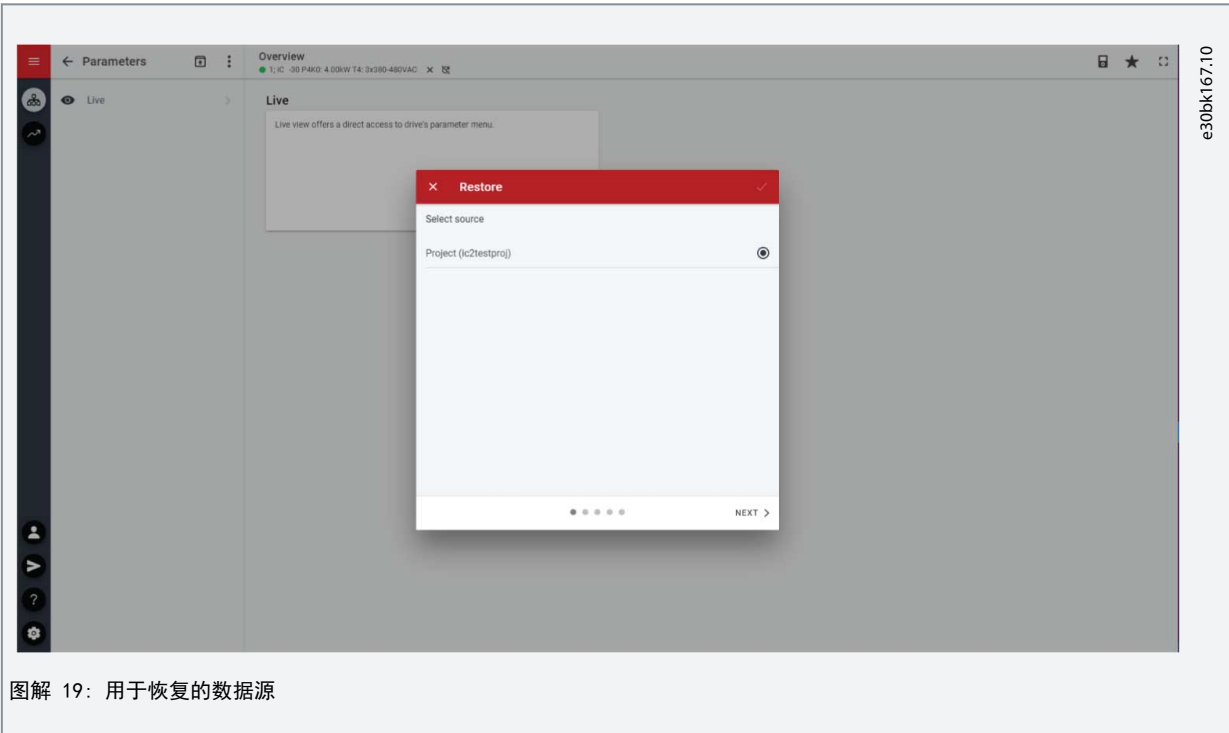 Parameters
Overview
1; iC -30 P4K0: 4.00kW T4: 3x380-480VAC
Live
Live
Live view offers a direct access to drive's parameter menu.
Restore
Select source
Project (ic2testproj)
NEXT
e30bk167.10
图解 19: 用于恢复的数据源